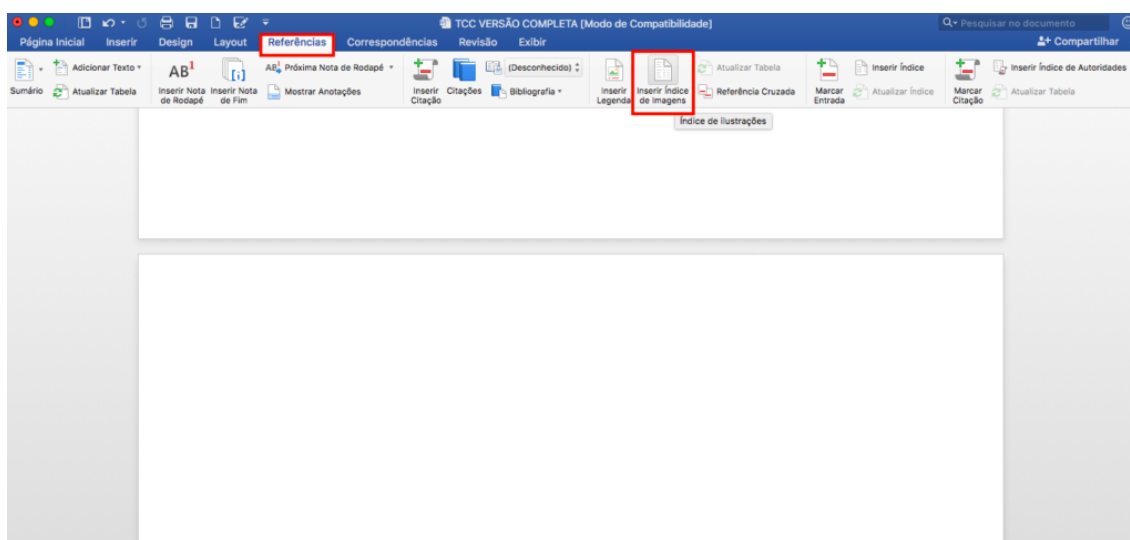 TCC VERSÃO COMPLETA [Modo de Compatibilidade]
Pesquisar no documento
Página Inicial Inserir Design Layout Referências Correspondências Revisão Exibir
Compartilhar
Adicionar Texto
AB1
[i]
AB1 Próxima Nota de Rodapé
(Desconhecido)
Atualizar Tabela
Inserir Índice
Inserir Índice de Autoridades
Sumário
Atualizar Tabela
Inserir Nota
de Rodapé
Inserir Nota
de Fim
Mostrar Anotações
Inserir
Citação
Citações
Bibliografia
Inserir
Legenda
Inserir Índice
de Imagens
Referência Cruzada
Marcar
Entrada
Atualizar Índice
Marcar
Citação
Atualizar Tabela
Índice de Ilustrações